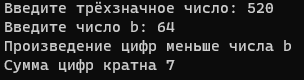 Введите трёхзначное число: 520
Введите число b: 64
Произведение цифр меньше числа b
Сумма цифр кратна 7